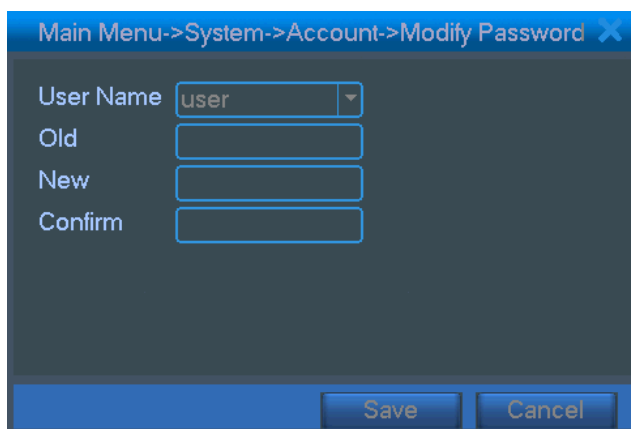 Main Menu->System->Account->Modify Password
User Name user
Old
New
Confirm
Save Cancel